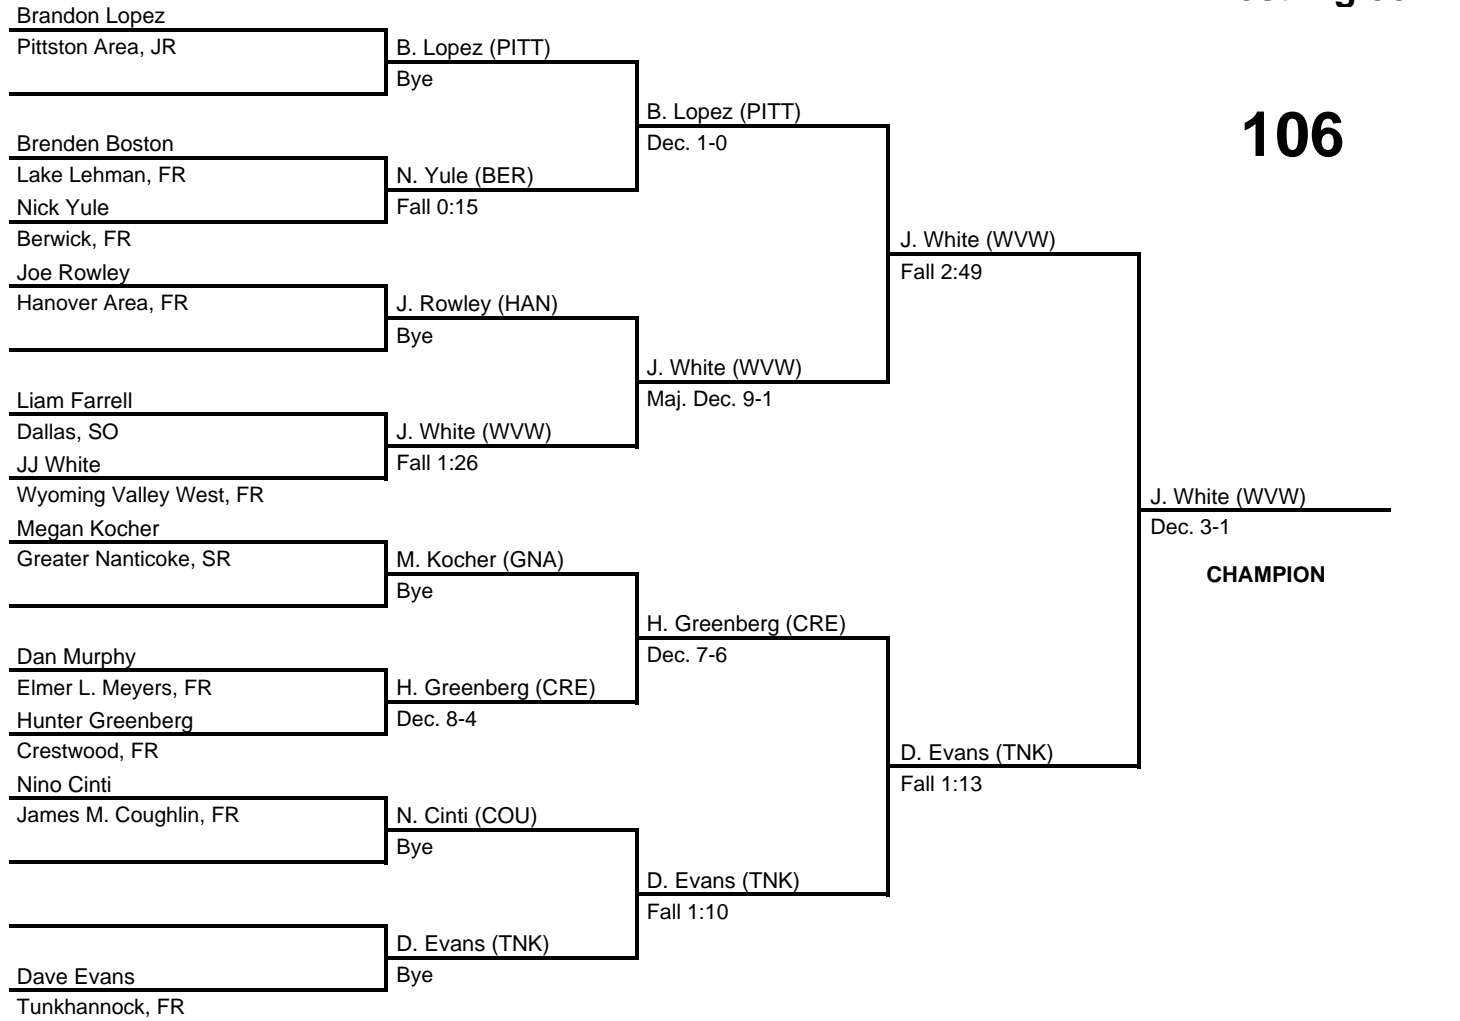 Brandon Lopez
Pittston Area, JR
B. Lopez (PITT)
Bye
B. Lopez (PITT)
Dec. 1-0
106
Brenden Boston
Lake Lehman, FR
N. Yule (BER)
Nick Yule
Fall 0:15
Berwick, FR
J. White (WVW)
Fall 2:49
Joe Rowley
Hanover Area, FR
J. Rowley (HAN)
Bye
J. White (WVW)
Maj. Dec. 9-1
Liam Farrell
Dallas, SO
J. White (WVW)
JJ White
Fall 1:26
Wyoming Valley West, FR
J. White (WVW)
Dec. 3-1
CHAMPION
Megan Kocher
Greater Nanticoke, SR
M. Kocher (GNA)
Bye
H. Greenberg (CRE)
Dec. 7-6
Dan Murphy
Elmer L. Meyers, FR
H. Greenberg (CRE)
Hunter Greenberg
Dec. 8-4
Crestwood, FR
D. Evans (TNK)
Fall 1:13
Nino Cinti
James M. Coughlin, FR
N. Cinti (COU)
Bye
D. Evans (TNK)
Fall 1:10
D. Evans (TNK)
Dave Evans
Bye
Tunkhannock, FR